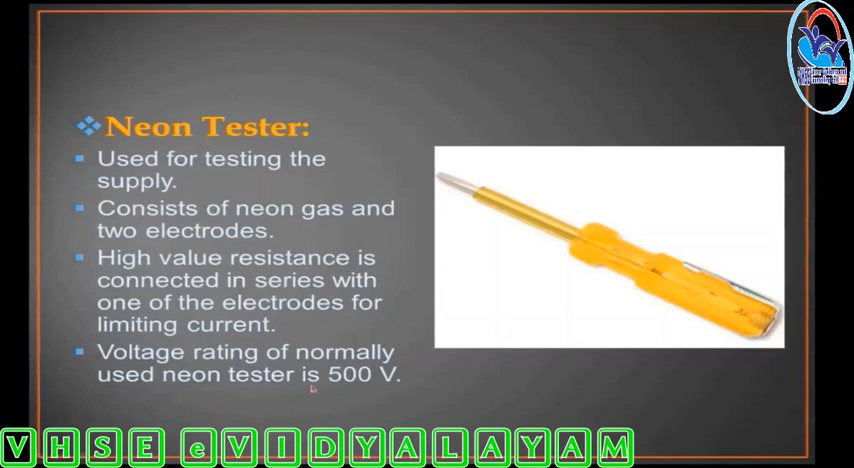 Neon Tester:
Used for testing the
supply.
Consists of neon gas and
two electrodes.
High value resistance is
connected in series with
one of the electrodes for
limiting current.
Voltage rating of normally
used neon tester is 500 V.
VHSE eVIDYALAYAM